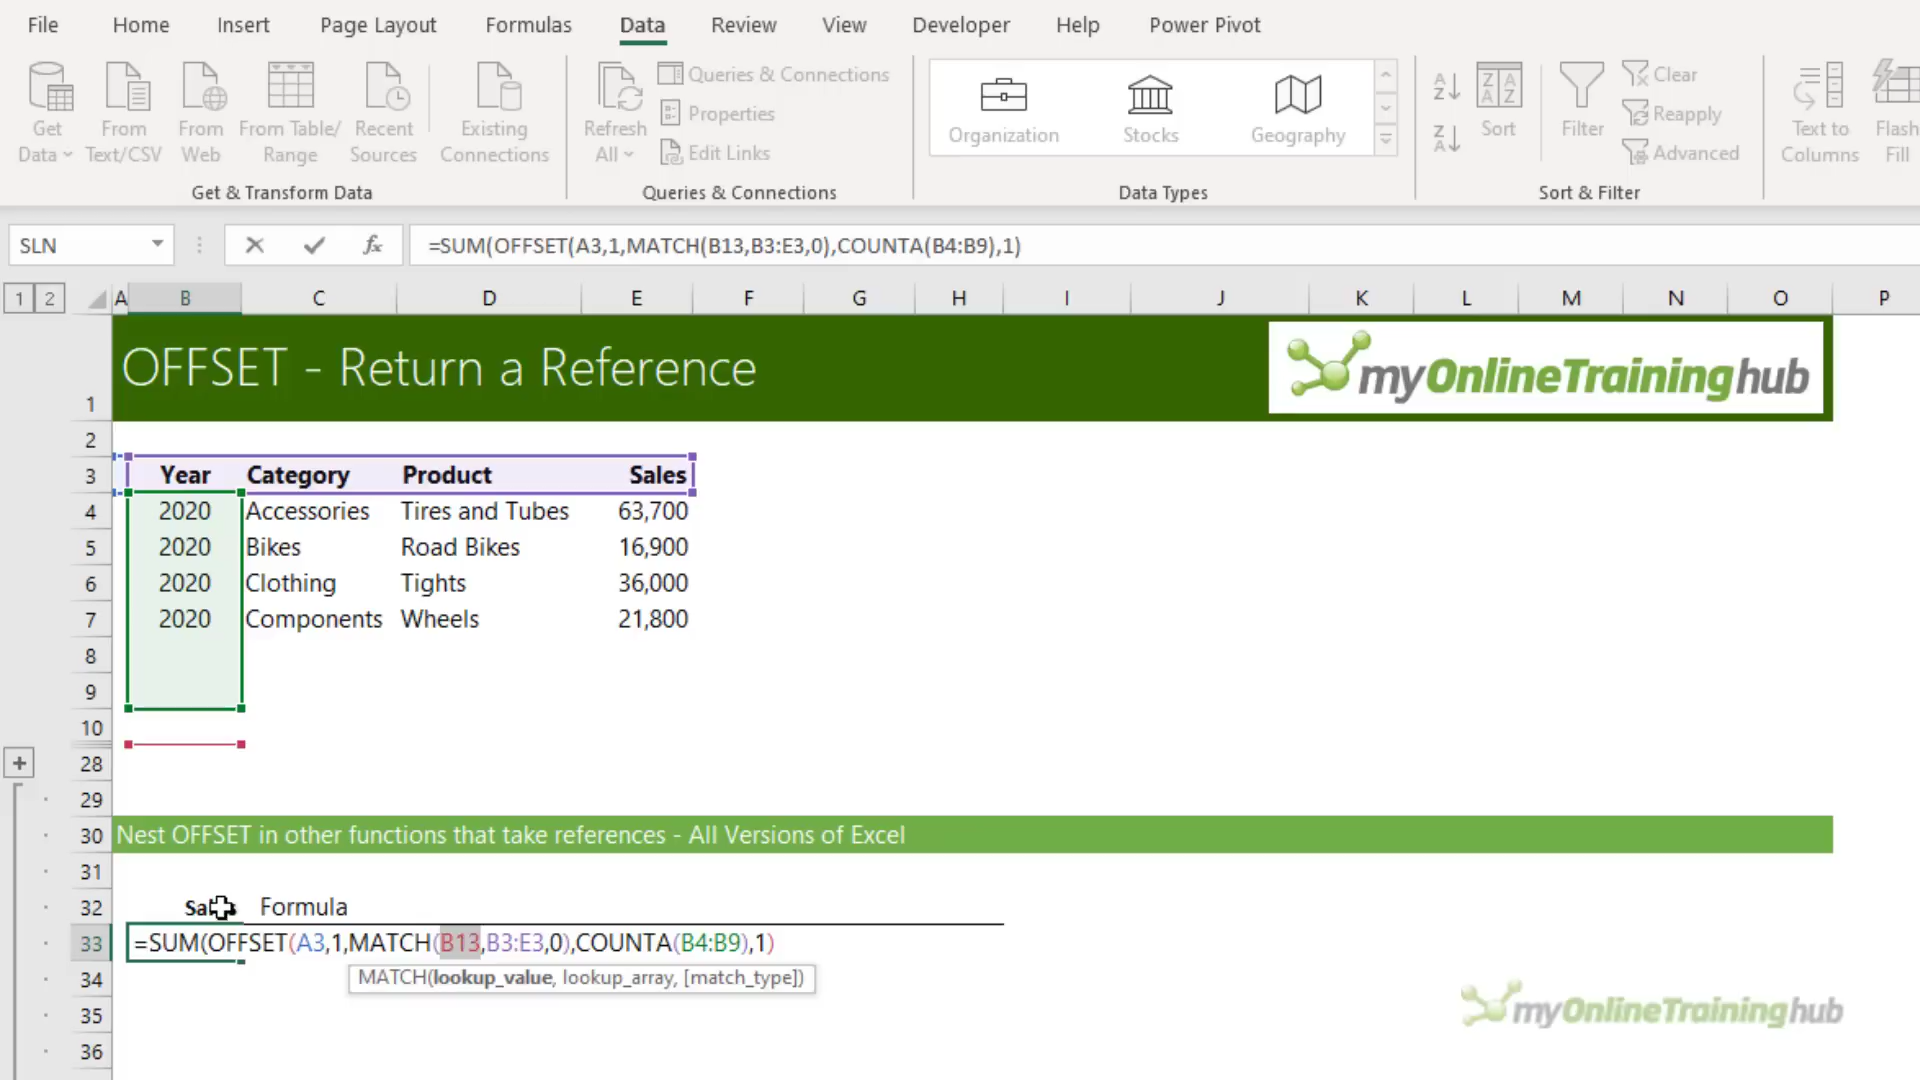 File Home Insert Page Layout Formulas Data Review View Developer Help Power Pivot
Get Data
From Text/CSV
From Web
From Table/ Range
Recent Sources
Existing Connections
Get & Transform Data
Refresh All
Queries & Connections
Properties
Edit Links
Queries & Connections
Organization
Stocks
Geography
Data Types
Sort
Filter
Clear
Reapply
Advanced
Sort & Filter
Text to Columns
Flash Fill
SLN fx =SUM(OFFSET(A3,1,MATCH(B13,B3:E3,0),COUNTA(B4:B9),1)
1 2 A B C D E F G H I J K L M N O P
1 OFFSET - Return a Reference
myOnlineTraininghub
2
3 Year Category Product Sales
4 2020 Accessories Tires and Tubes 63,700
5 2020 Bikes Road Bikes 16,900
6 2020 Clothing Tights 36,000
7 2020 Components Wheels 21,800
8
9
10
28
29
30 Nest OFFSET in other functions that take references - All Versions of Excel
31
32 Formula
33 =SUM(OFFSET(A3,1,MATCH(B13,B3:E3,0),COUNTA(B4:B9),1)
34 MATCH(lookup_value, lookup_array, [match_type])
35
36
myOnlineTraininghub